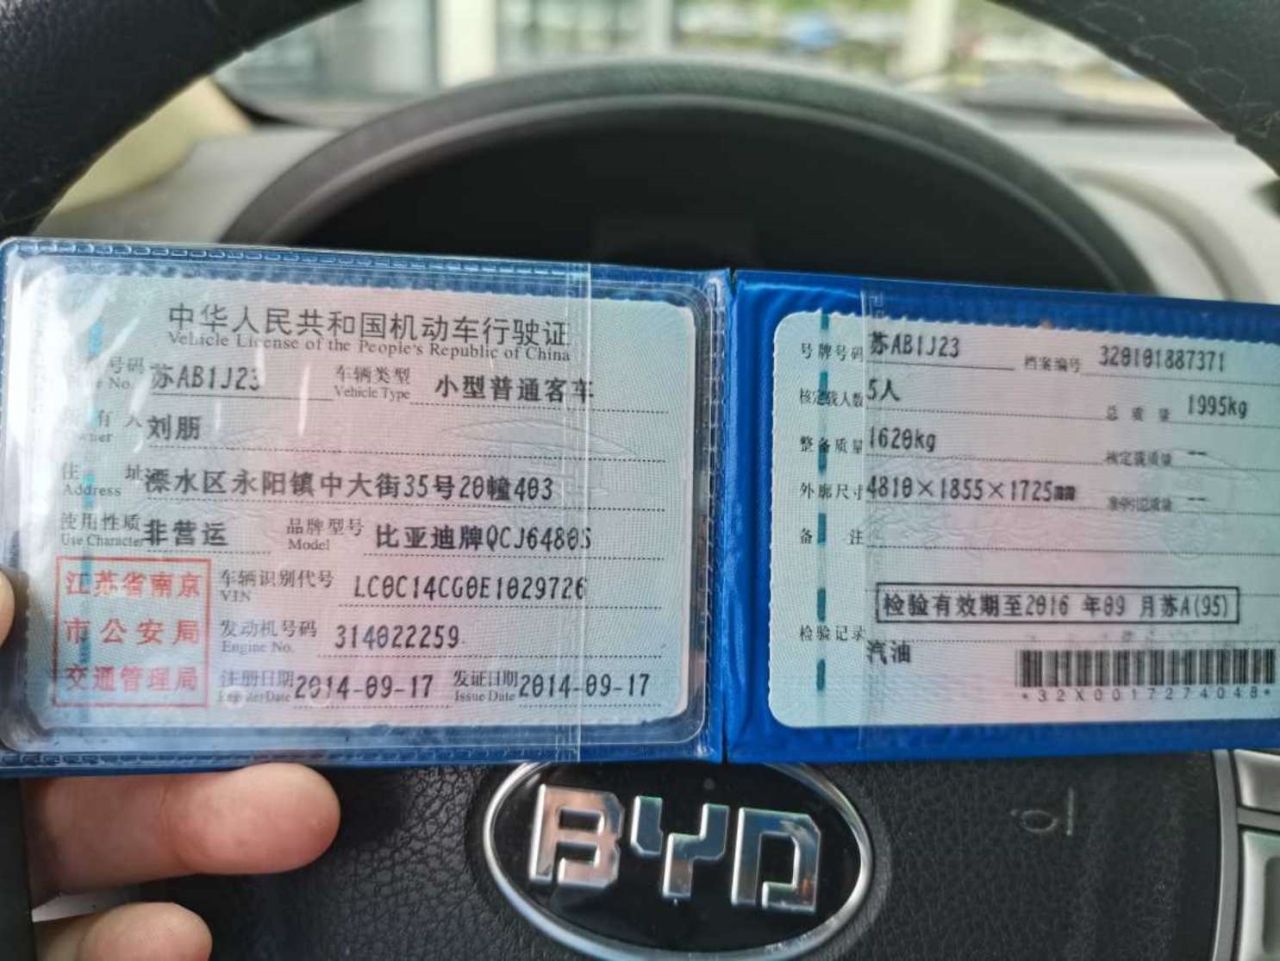 中华人民共和国机动车行驶证
Vehicle License of the People's Republic of China
号码 苏AB1J23 车辆类型 小型普通客车
No. Vehicle Type
有人 刘朋
住址 溧水区永阳镇中大街35号20幢403
Address
使用性质 非营运 品牌型号 比亚迪牌QCJ6480S
Use Character Model
江苏省南京
市公安局
交通管理局
车辆识别代号 LC0C14CG0E1029726
VIN
发动机号码 314022259
Engine No.
注册日期 2014-09-17 发证日期 2014-09-17
Register Date Issue Date
号牌号码 苏AB1J23 档案编号 320101887371
核定载人数 5人 总质量 1995kg
整备质量 1620kg 核定载质量 --
外廓尺寸 4810×1855×1725mm 准牵引总质量 --
备注
检验有效期至2016 年09 月苏A(95)
检验记录
汽油
*32X0017274048*
BYD